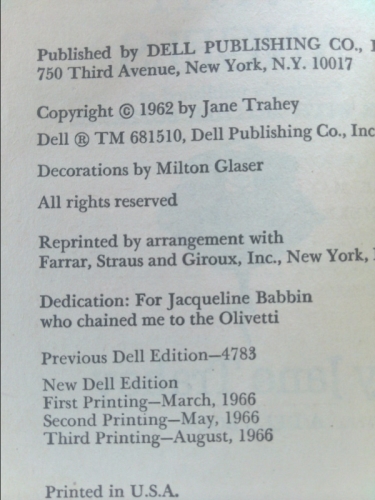 Published by DELL PUBLISHING CO.,
750 Third Avenue, New York, N.Y. 10017
Copyright © 1962 by Jane Trahey
Dell ® TM 681510, Dell Publishing Co., Inc
Decorations by Milton Glaser
All rights reserved
Reprinted by arrangement with
Farrar, Straus and Giroux, Inc., New York,
Dedication: For Jacqueline Babbin
who chained me to the Olivetti
Previous Dell Edition—4783
New Dell Edition
First Printing—March, 1966
Second Printing—May, 1966
Third Printing—August, 1966
Printed in U.S.A.